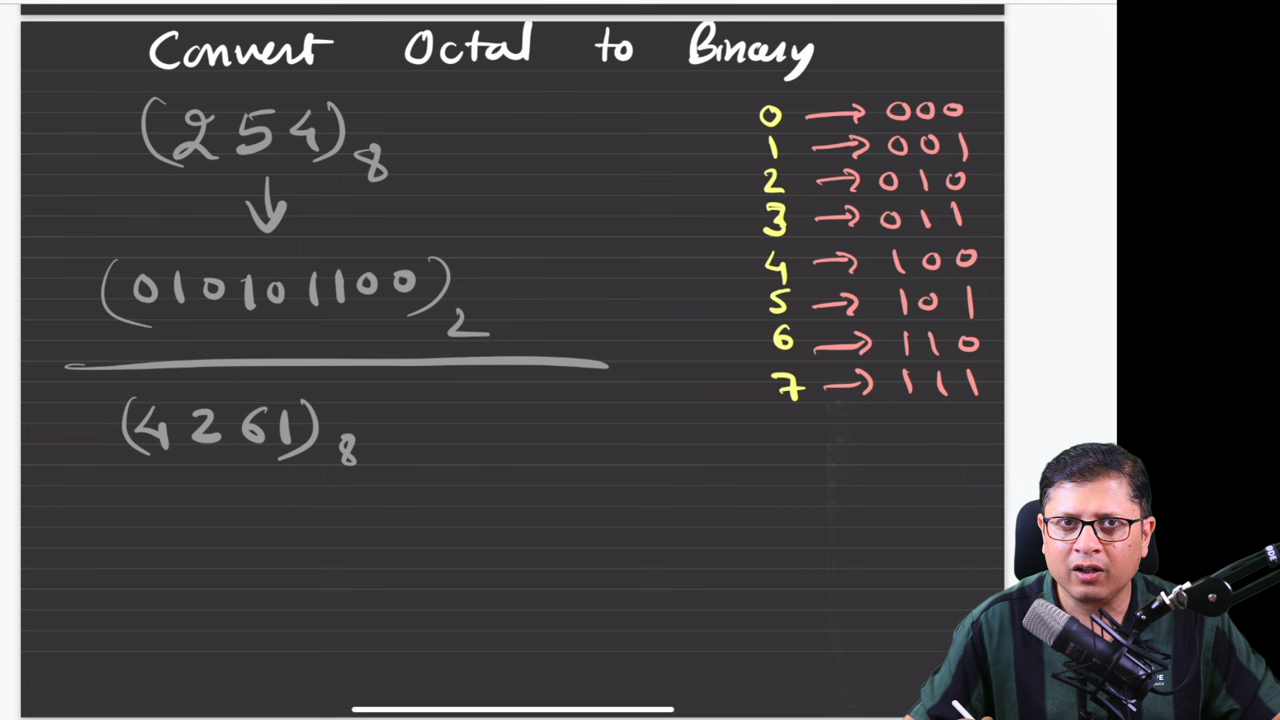 Convert Octal to Binary
(254)8
↓
(010101100)2
(4261)8
0 → 000
1 → 001
2 → 010
3 → 011
4 → 100
5 → 101
6 → 110
7 → 111